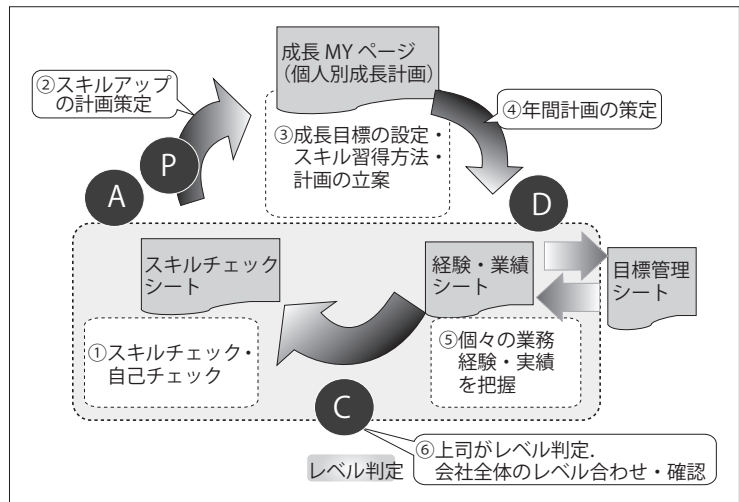 成長 MY ページ
（個人別成長計画）
②スキルアップ
の計画策定
④年間計画の策定
③成長目標の設定・
スキル習得方法・
計画の立案
P
A
D
スキルチェック
シート
経験・業績
シート
目標管理
シート
①スキルチェック・
自己チェック
⑤個々の業務
経験・実績
を把握
C
レベル判定
⑥上司がレベル判定.
会社全体のレベル合わせ・確認